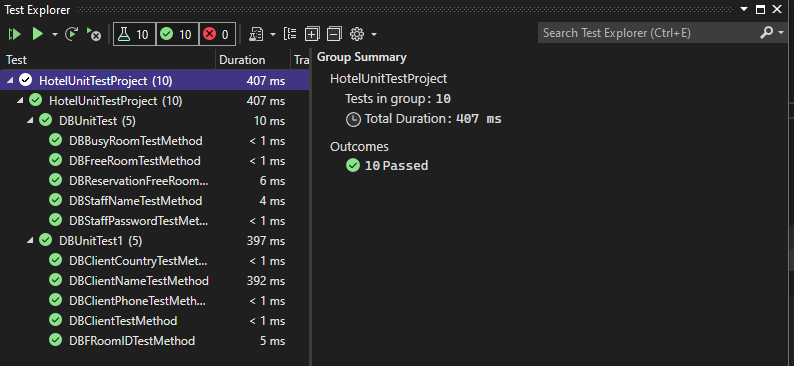 Test Explorer
10 10 0
Search Test Explorer (Ctrl+E)
Test Duration Tra
HotelUnitTestProject (10) 407 ms
HotelUnitTestProject (10) 407 ms
DBUnitTest (5) 10 ms
DBBusyRoomTestMethod < 1 ms
DBFreeRoomTestMethod < 1 ms
DBReservationFreeRoom... 6 ms
DBStaffNameTestMethod 4 ms
DBStaffPasswordTestMet... < 1 ms
DBUnitTest1 (5) 397 ms
DBClientCountryTestMet... < 1 ms
DBClientNameTestMethod 392 ms
DBClientPhoneTestMeth... < 1 ms
DBClientTestMethod < 1 ms
DBFRoomIDTestMethod 5 ms
Group Summary
HotelUnitTestProject
Tests in group: 10
Total Duration: 407 ms
Outcomes
10 Passed